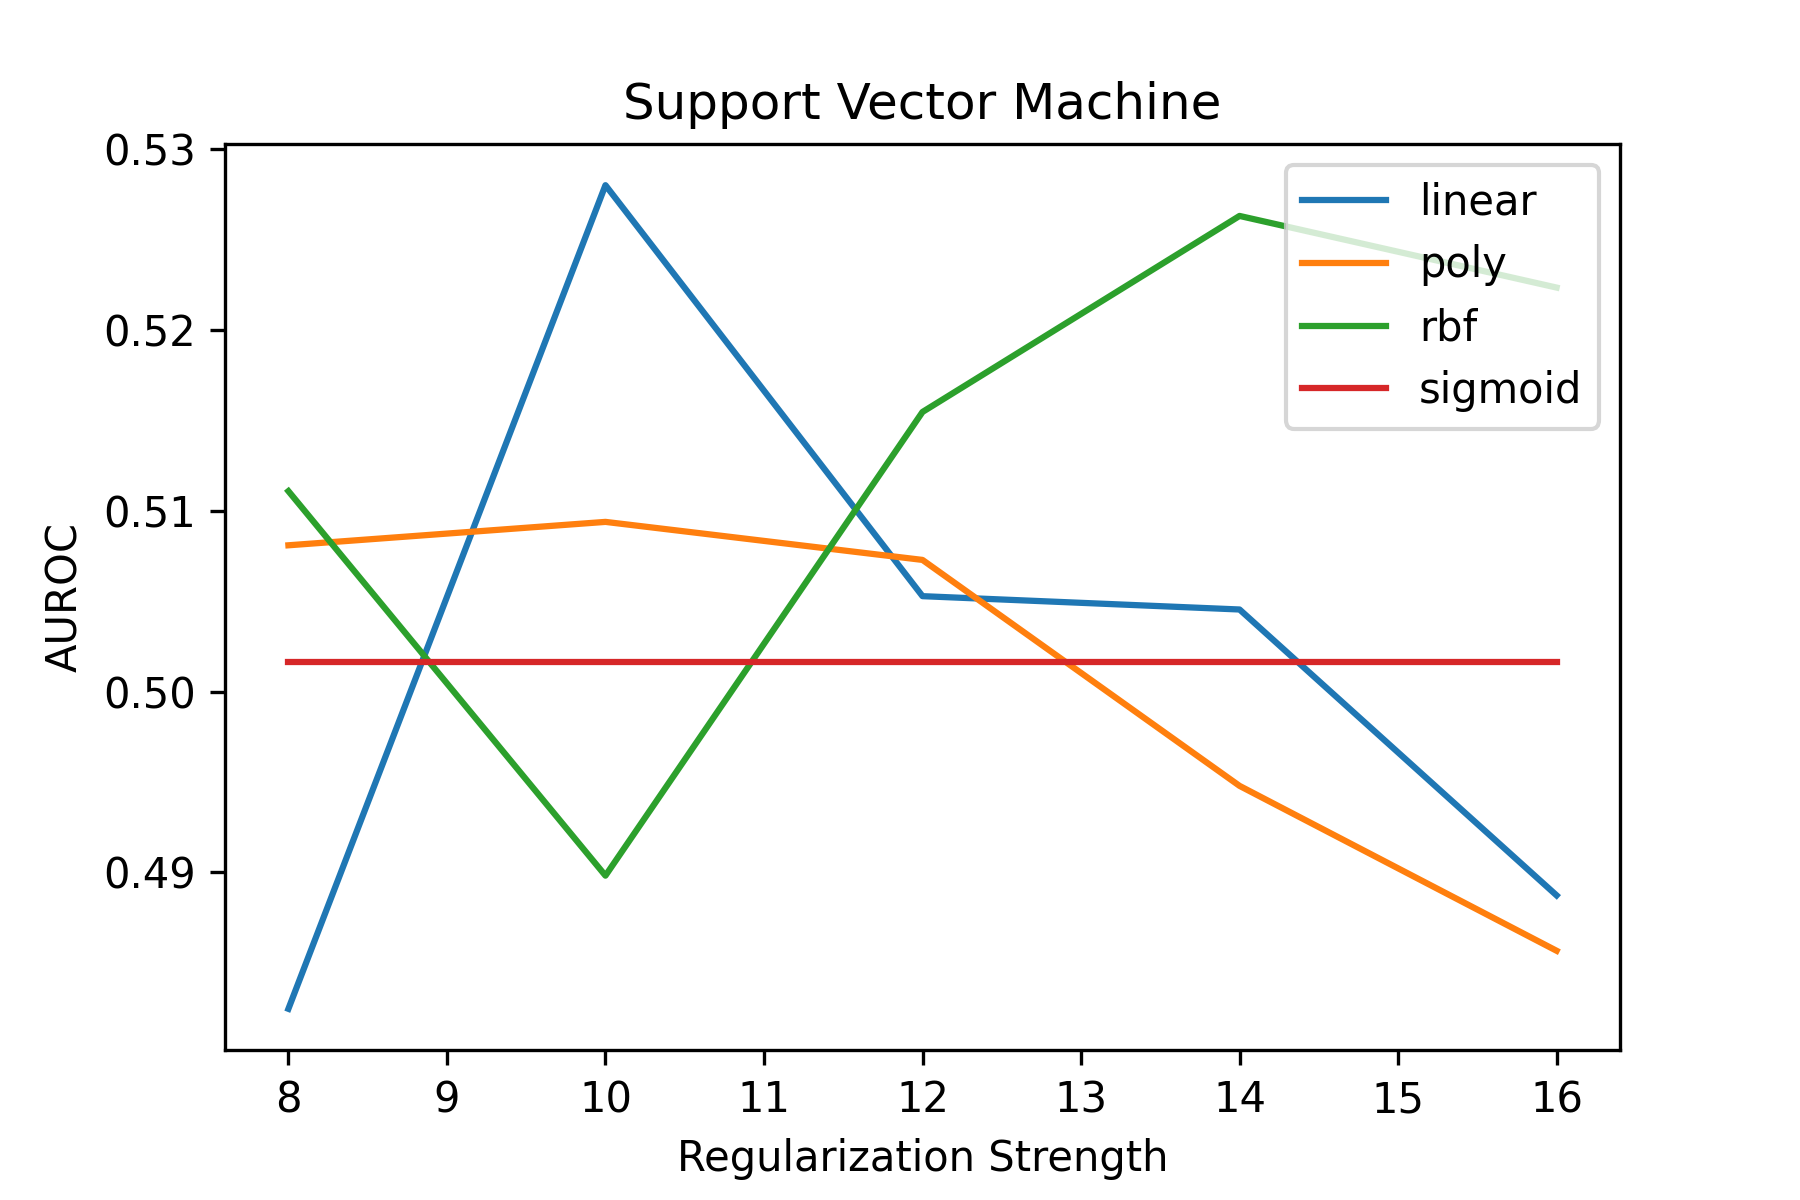 Support Vector Machine
0.53
0.52
0.51
0.50
0.49
AUROC
linear
poly
rbf
sigmoid
8 9 10 11 12 13 14 15 16
Regularization Strength